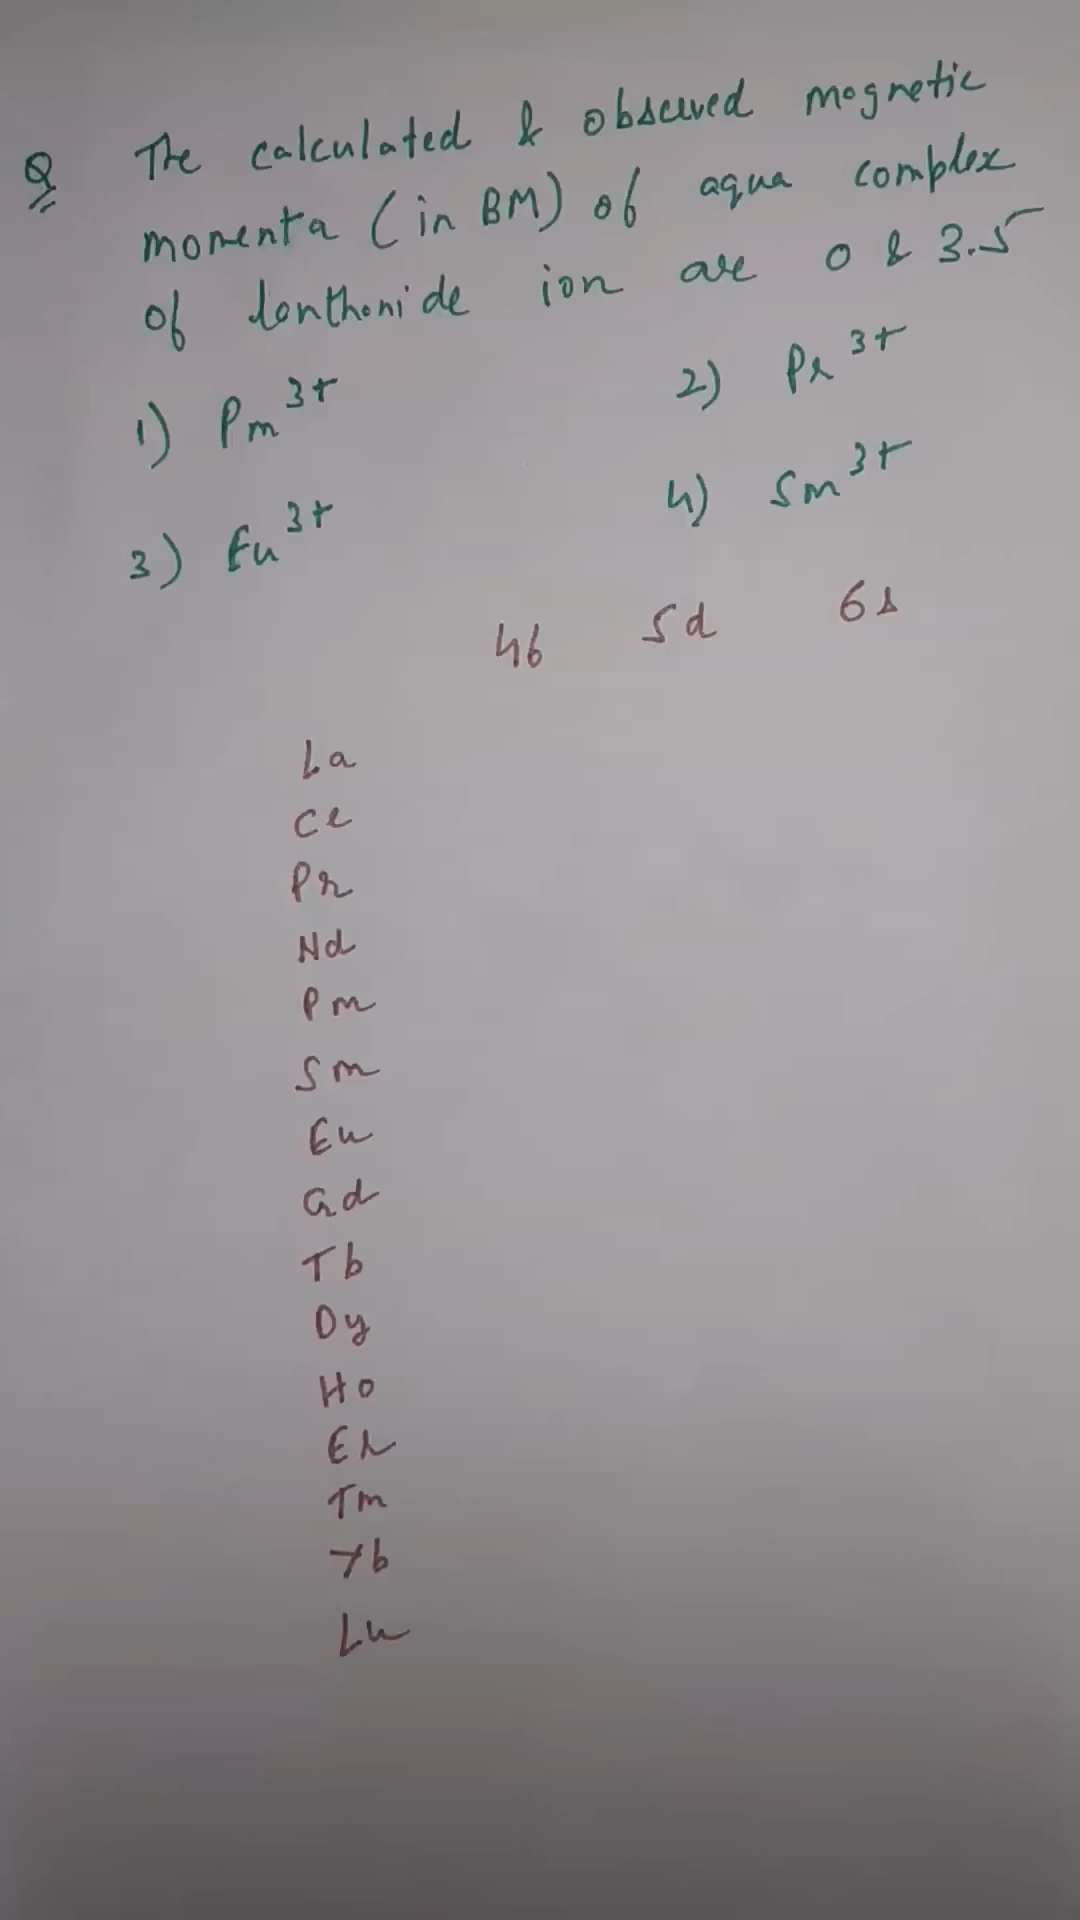 Q The calculated & observed magnetic
momenta (in BM) of aqua complex
of lanthanide ion are 0 & 3.5
1) Pm3+ 2) Pr3+
3) Eu3+ 4) Sm3+
4f 5d 6s
La
Ce
Pr
Nd
Pm
Sm
Eu
Gd
Tb
Dy
Ho
Er
Tm
Yb
Lu